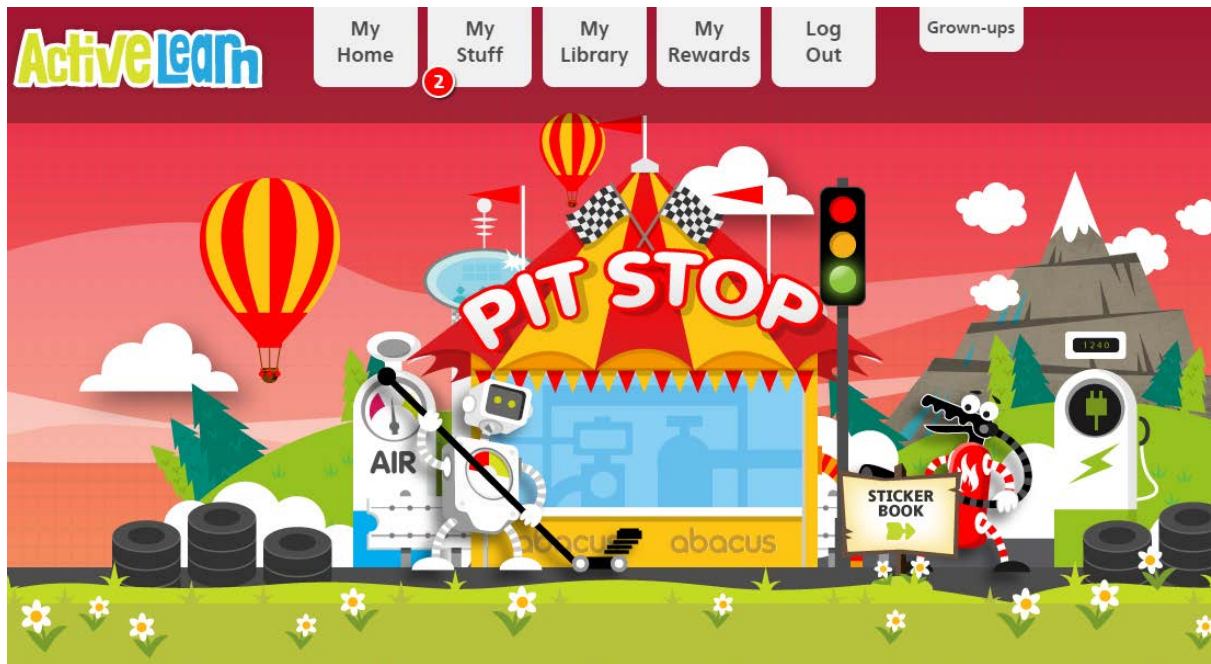 ActiveLearn
My
Home
My
Stuff
2
My
Library
My
Rewards
Log
Out
Grown-ups
PIT STOP
1240
AIR
STICKER
BOOK
abacus
abacus